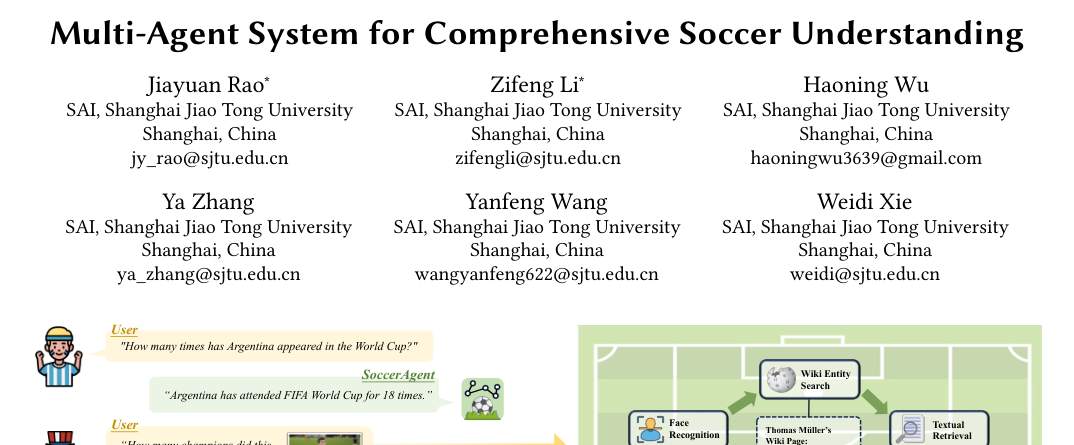 Multi-Agent System for Comprehensive Soccer Understanding
Jiayuan Rao*
SAI, Shanghai Jiao Tong University
Shanghai, China
jy_rao@sjtu.edu.cn
Zifeng Li*
SAI, Shanghai Jiao Tong University
Shanghai, China
zifengli@sjtu.edu.cn
Haoning Wu
SAI, Shanghai Jiao Tong University
Shanghai, China
haoningwu3639@gmail.com
Ya Zhang
SAI, Shanghai Jiao Tong University
Shanghai, China
ya_zhang@sjtu.edu.cn
Yanfeng Wang
SAI, Shanghai Jiao Tong University
Shanghai, China
wangyanfeng622@sjtu.edu.cn
Weidi Xie
SAI, Shanghai Jiao Tong University
Shanghai, China
weidi@sjtu.edu.cn
User
"How many times has Argentina appeared in the World Cup?"
SoccerAgent
“Argentina has attended FIFA World Cup for 18 times.”
User
“How many champions did this
Wiki Entity
Search
Face
Recognition
Thomas Müller’s
Wiki Page:
Textual
Retrieval